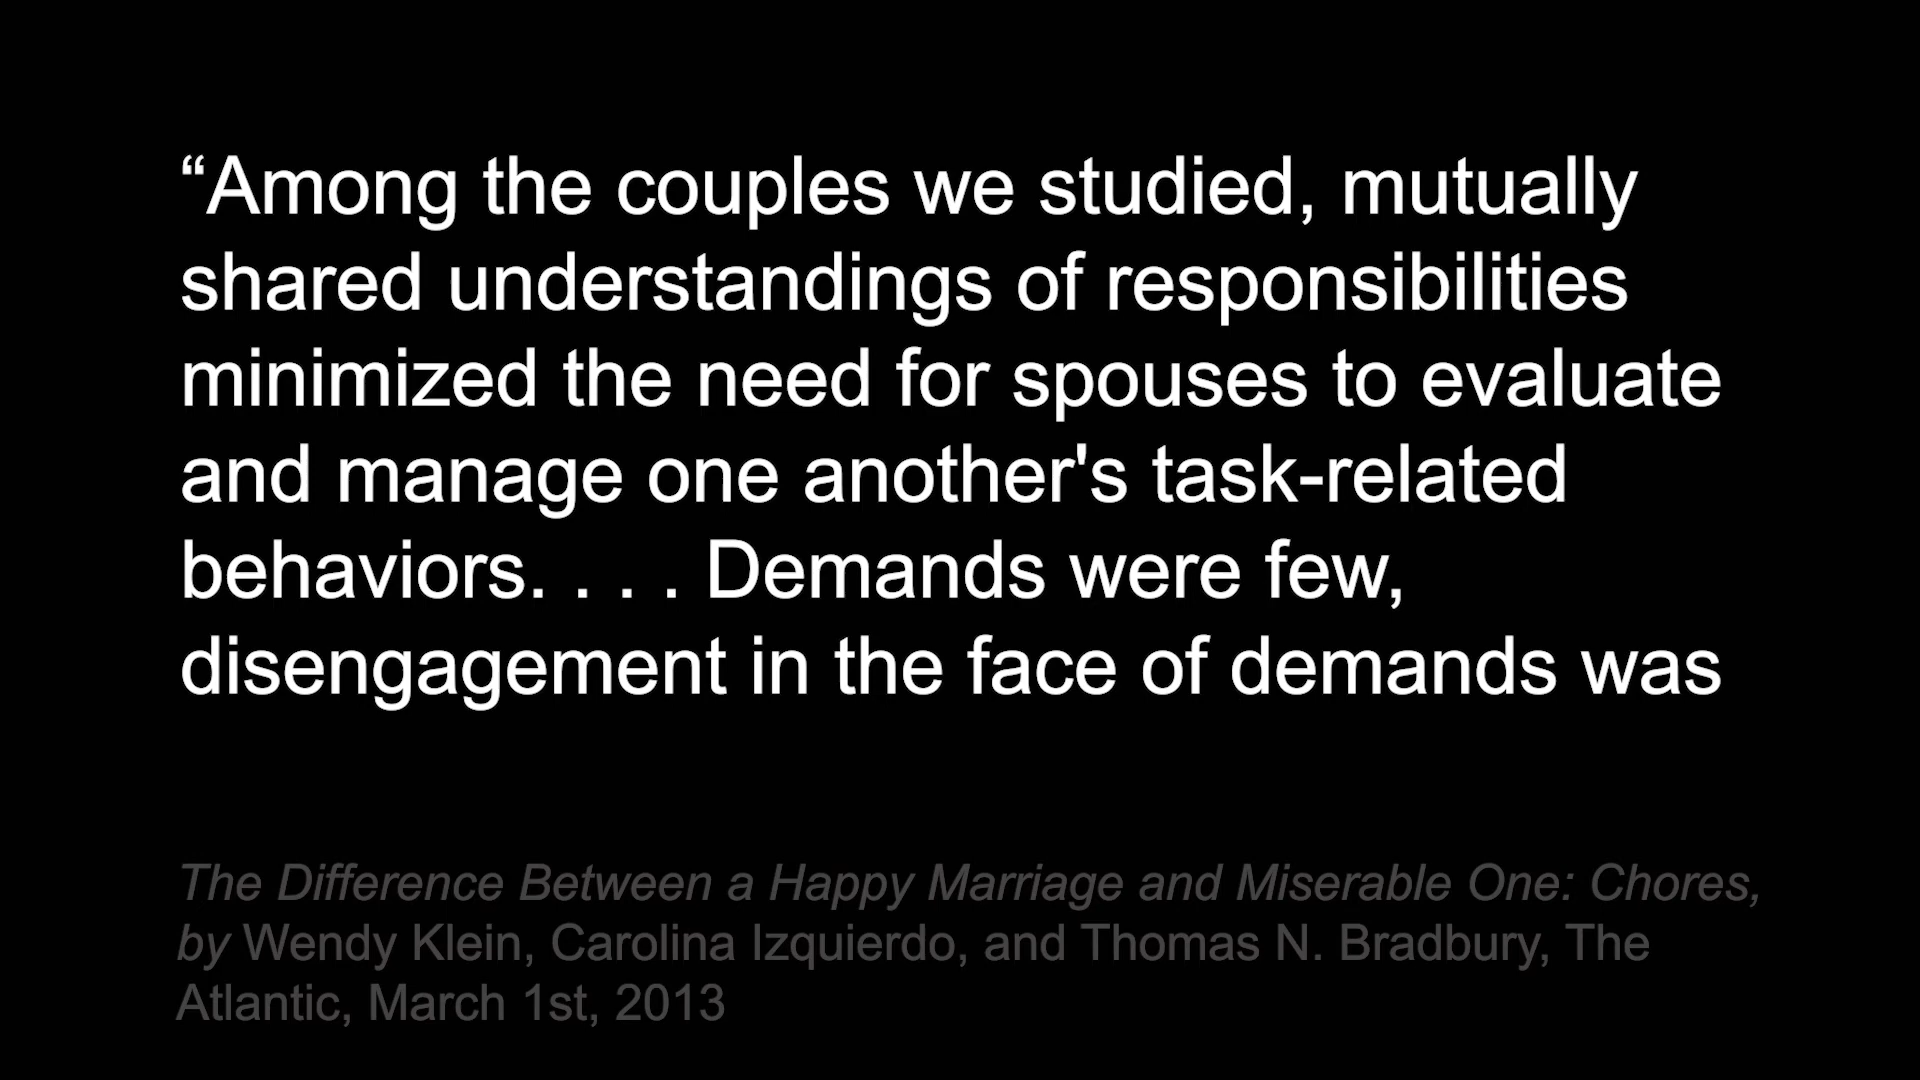 “Among the couples we studied, mutually
shared understandings of responsibilities
minimized the need for spouses to evaluate
and manage one another's task-related
behaviors. . . . Demands were few,
disengagement in the face of demands was
The Difference Between a Happy Marriage and Miserable One: Chores,
by Wendy Klein, Carolina Izquierdo, and Thomas N. Bradbury, The
Atlantic, March 1st, 2013